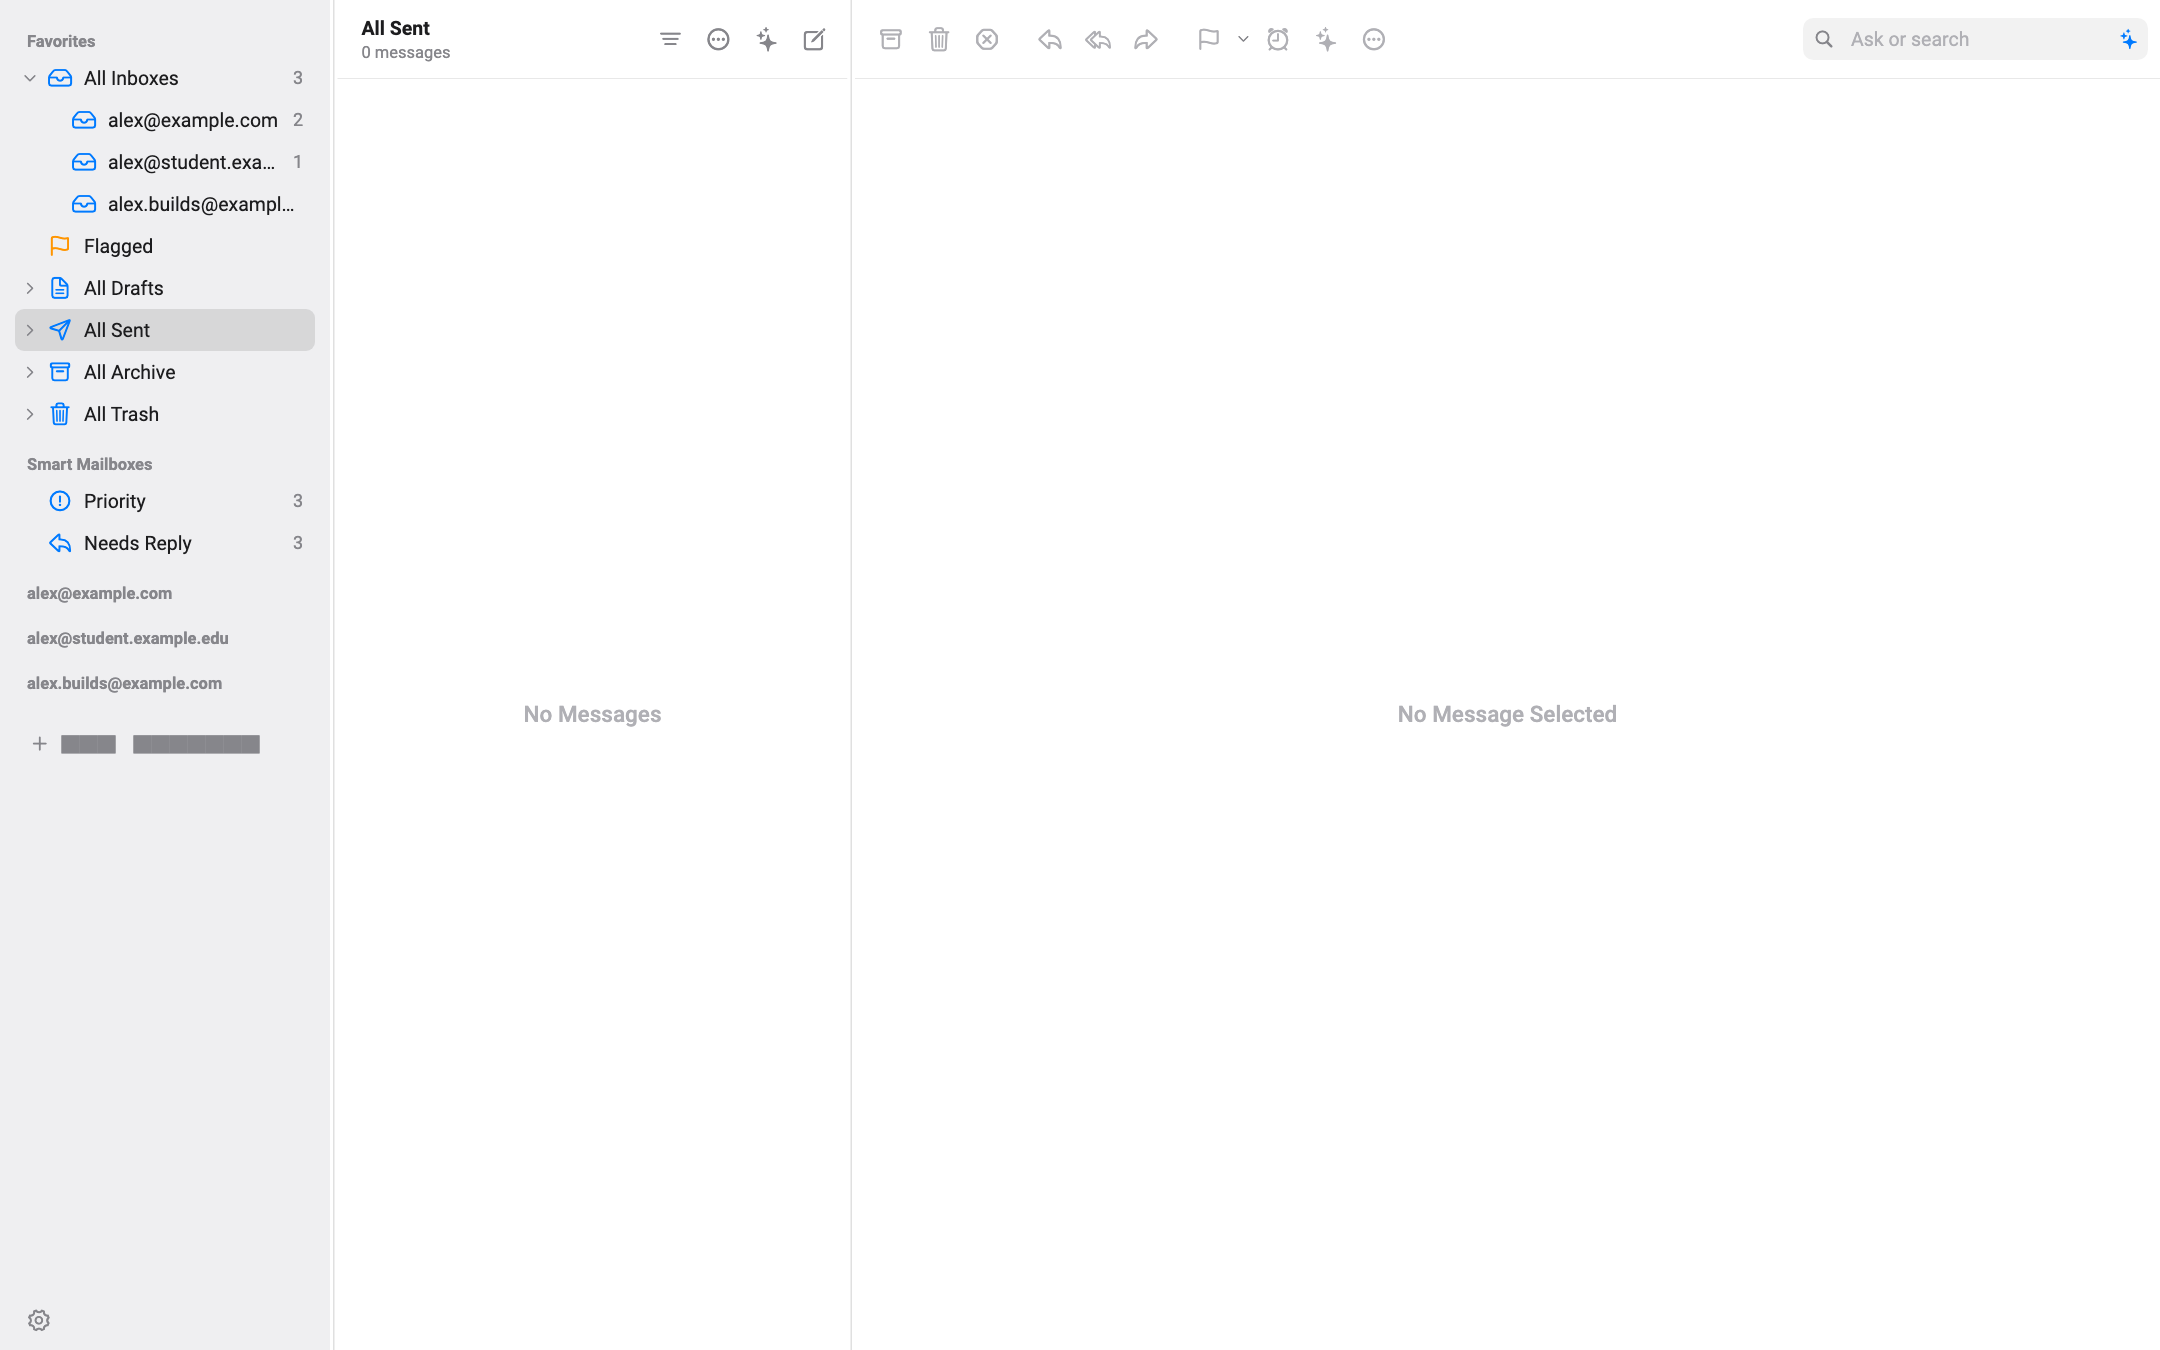 Favorites
All Inboxes 3
alex@example.com 2
alex@student.exa... 1
alex.builds@exampl...
Flagged
All Drafts
All Sent
All Archive
All Trash
Smart Mailboxes
Priority 3
Needs Reply 3
alex@example.com
alex@student.example.edu
alex.builds@example.com
All Sent
0 messages
No Messages
Ask or search
No Message Selected